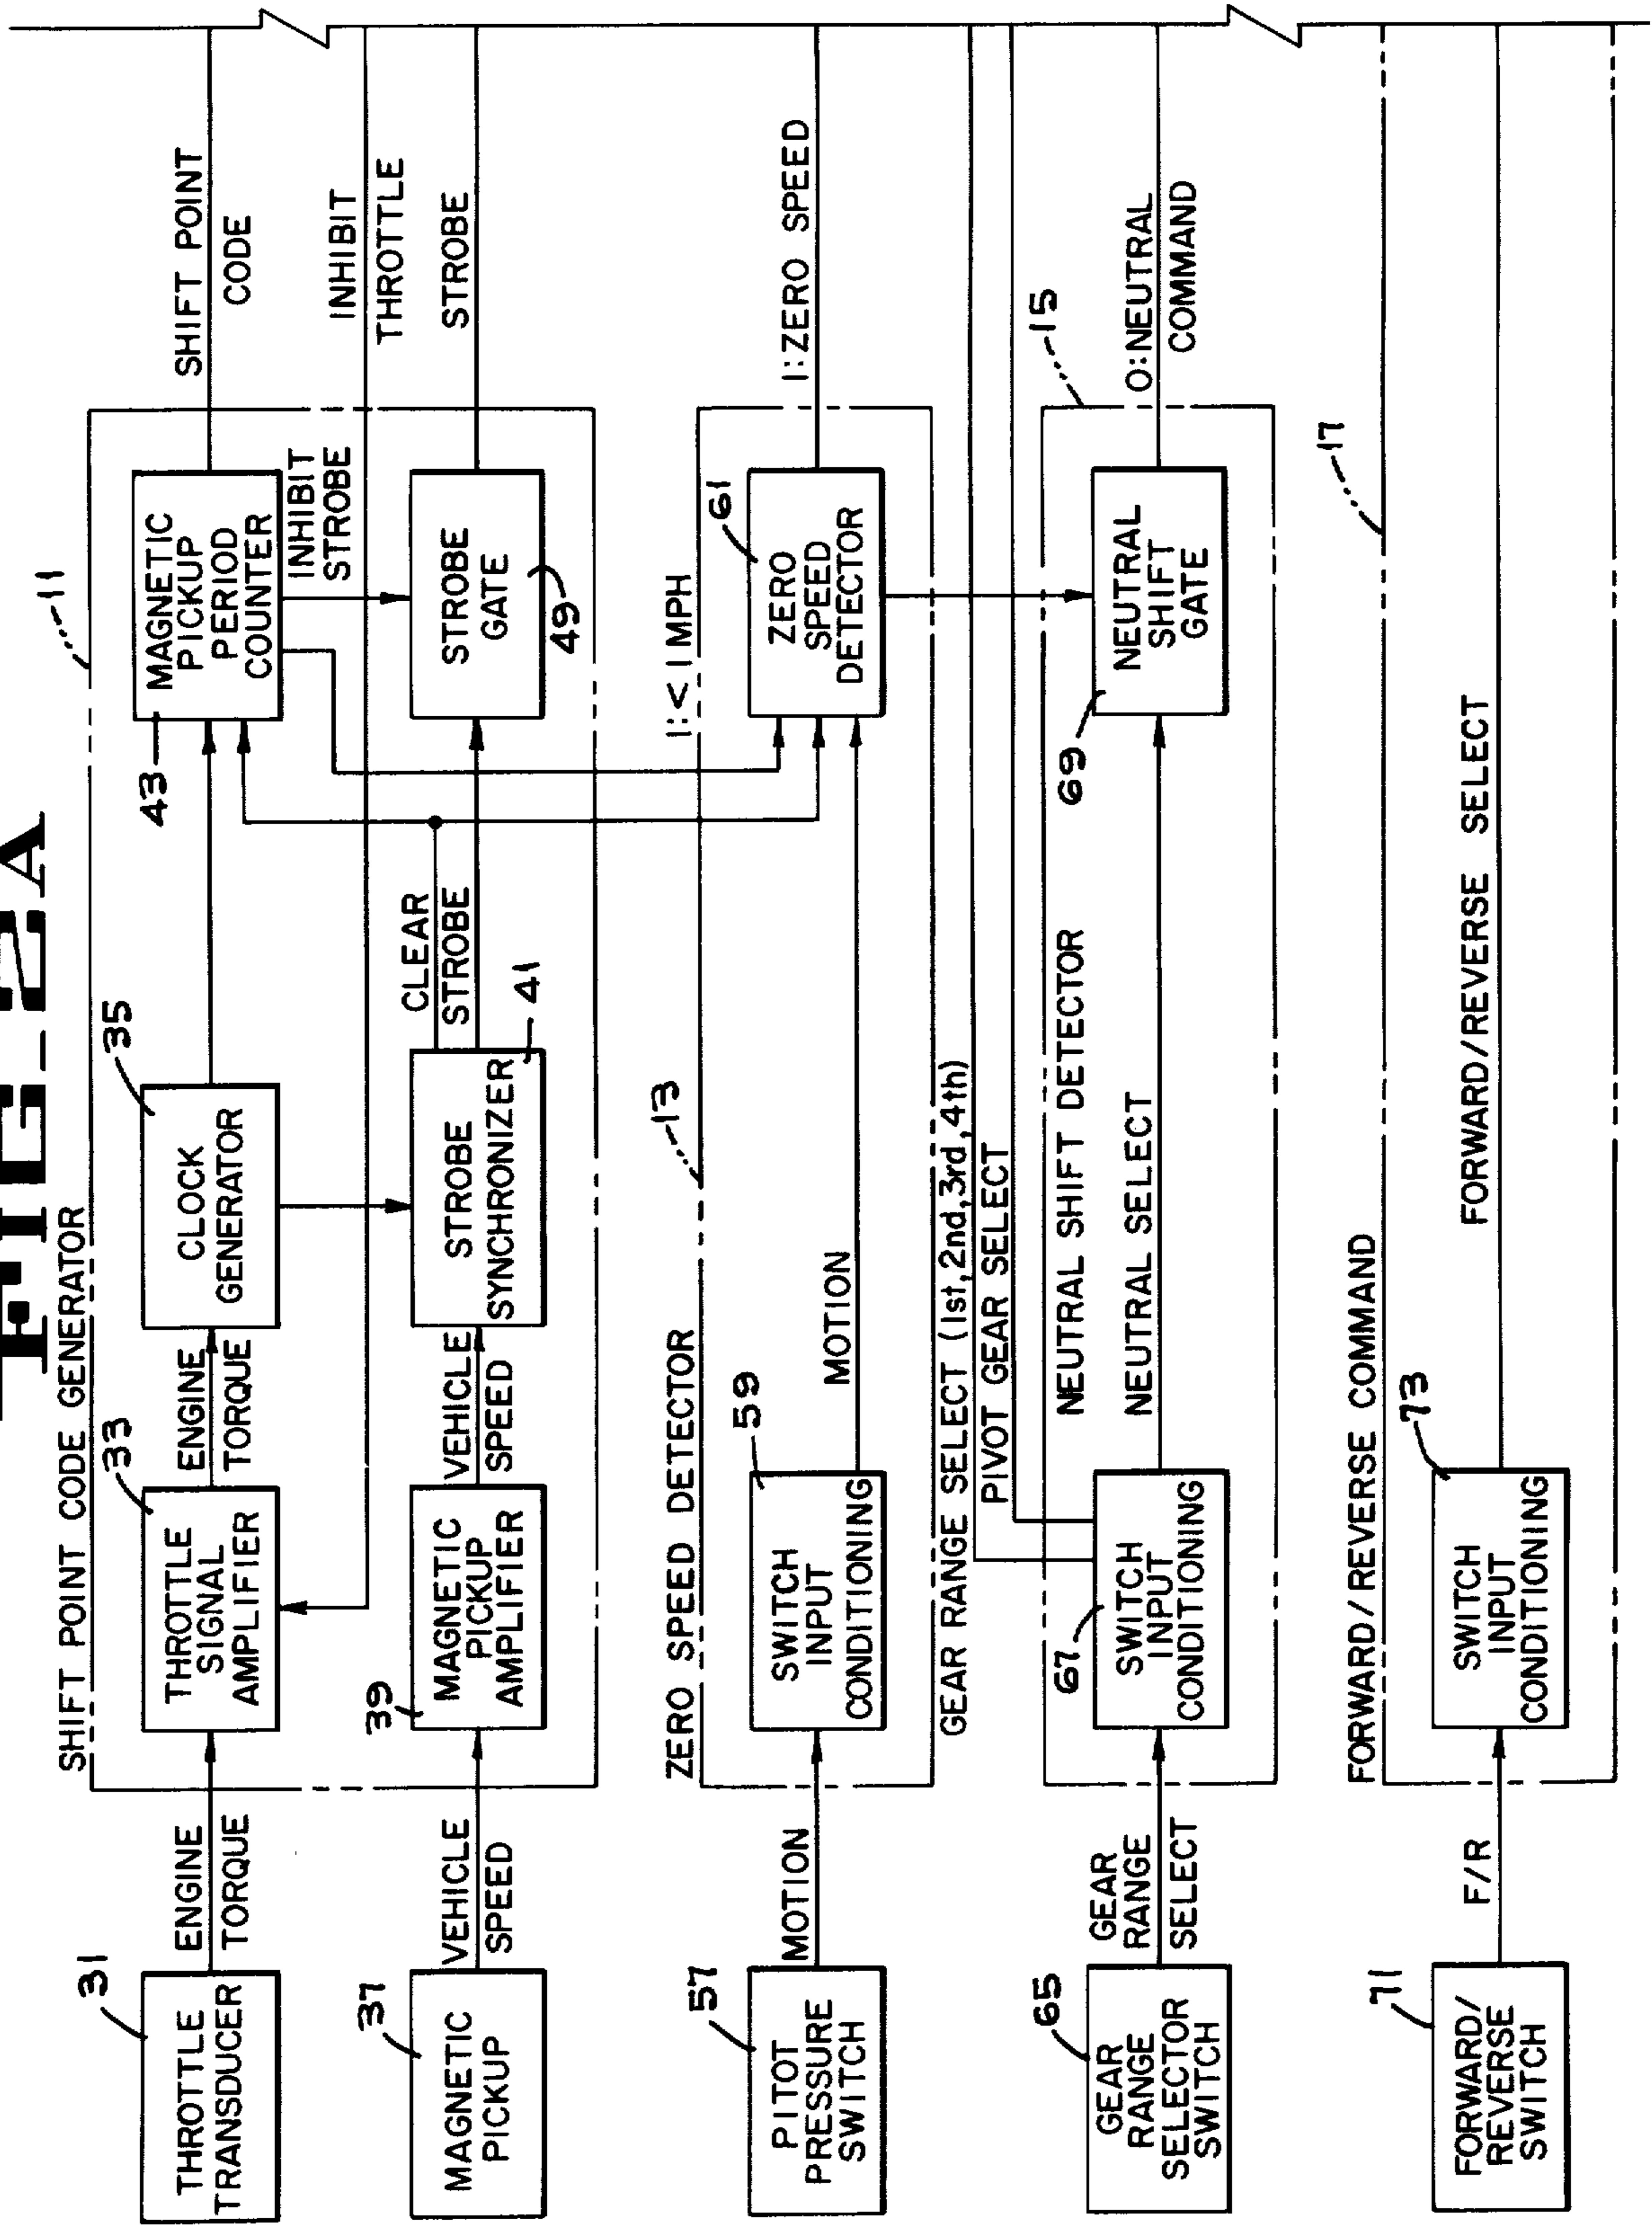 FIG_2A
SHIFT POINT CODE GENERATOR
11
31
THROTTLE
TRANSDUCER
ENGINE
TORQUE
33
THROTTLE
SIGNAL
AMPLIFIER
ENGINE
TORQUE
35
CLOCK
GENERATOR
43
MAGNETIC
PICKUP
PERIOD
COUNTER
SHIFT POINT
CODE
INHIBIT
STROBE
INHIBIT
THROTTLE
37
MAGNETIC
PICKUP
VEHICLE
SPEED
39
MAGNETIC
PICKUP
AMPLIFIER
VEHICLE
SPEED
STROBE
SYNCHRONIZER
41
CLEAR
STROBE
STROBE
GATE
49
STROBE
ZERO SPEED DETECTOR
13
1:< 1 MPH
57
PITOT
PRESSURE
SWITCH
MOTION
59
SWITCH
INPUT
CONDITIONING
MOTION
61
ZERO
SPEED
DETECTOR
1:ZERO SPEED
GEAR RANGE SELECT (1st,2nd,3rd,4th)
PIVOT GEAR SELECT
15
NEUTRAL SHIFT DETECTOR
65
GEAR
RANGE
SELECTOR
SWITCH
GEAR
RANGE
SELECT
67
SWITCH
INPUT
CONDITIONING
NEUTRAL SELECT
69
NEUTRAL
SHIFT
GATE
0:NEUTRAL
COMMAND
FORWARD/REVERSE COMMAND
17
71
FORWARD/
REVERSE
SWITCH
F/R
73
SWITCH
INPUT
CONDITIONING
FORWARD/REVERSE SELECT